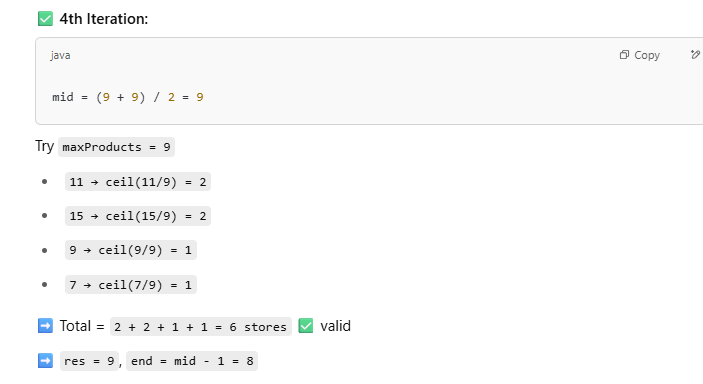 ✅ 4th Iteration:
java Copy
mid = (9 + 9) / 2 = 9
Try maxProducts = 9
• 11 → ceil(11/9) = 2
• 15 → ceil(15/9) = 2
• 9 → ceil(9/9) = 1
• 7 → ceil(7/9) = 1
➡️ Total = 2 + 2 + 1 + 1 = 6 stores ✅ valid
➡️ res = 9, end = mid - 1 = 8